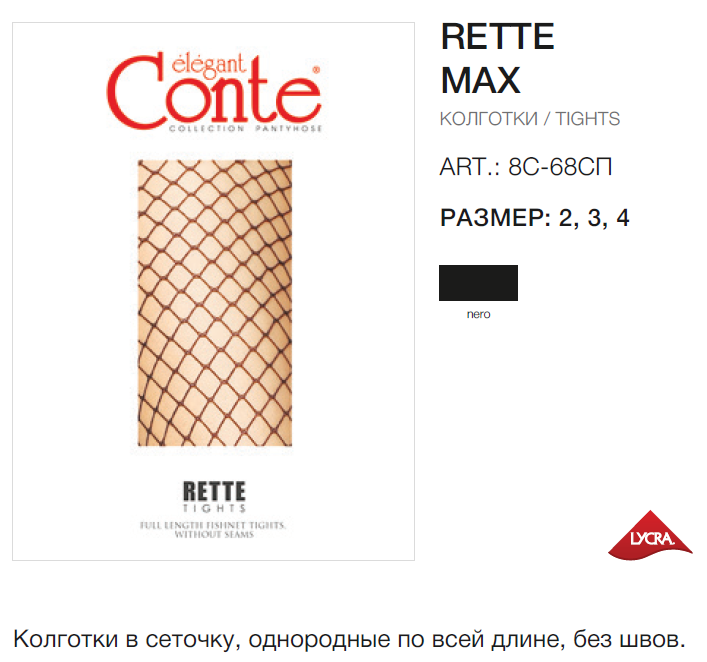 élégant
Conte®
COLLECTION PANTYHOSE
RETTE
TIGHTS
FULL LENGTH FISHNET TIGHTS,
WITHOUT SEAMS
RETTE
MAX
КОЛГОТКИ / TIGHTS
ART.: 8С-68СП
РАЗМЕР: 2, 3, 4
nero
LYCRA.
Колготки в сеточку, однородные по всей длине, без швов.